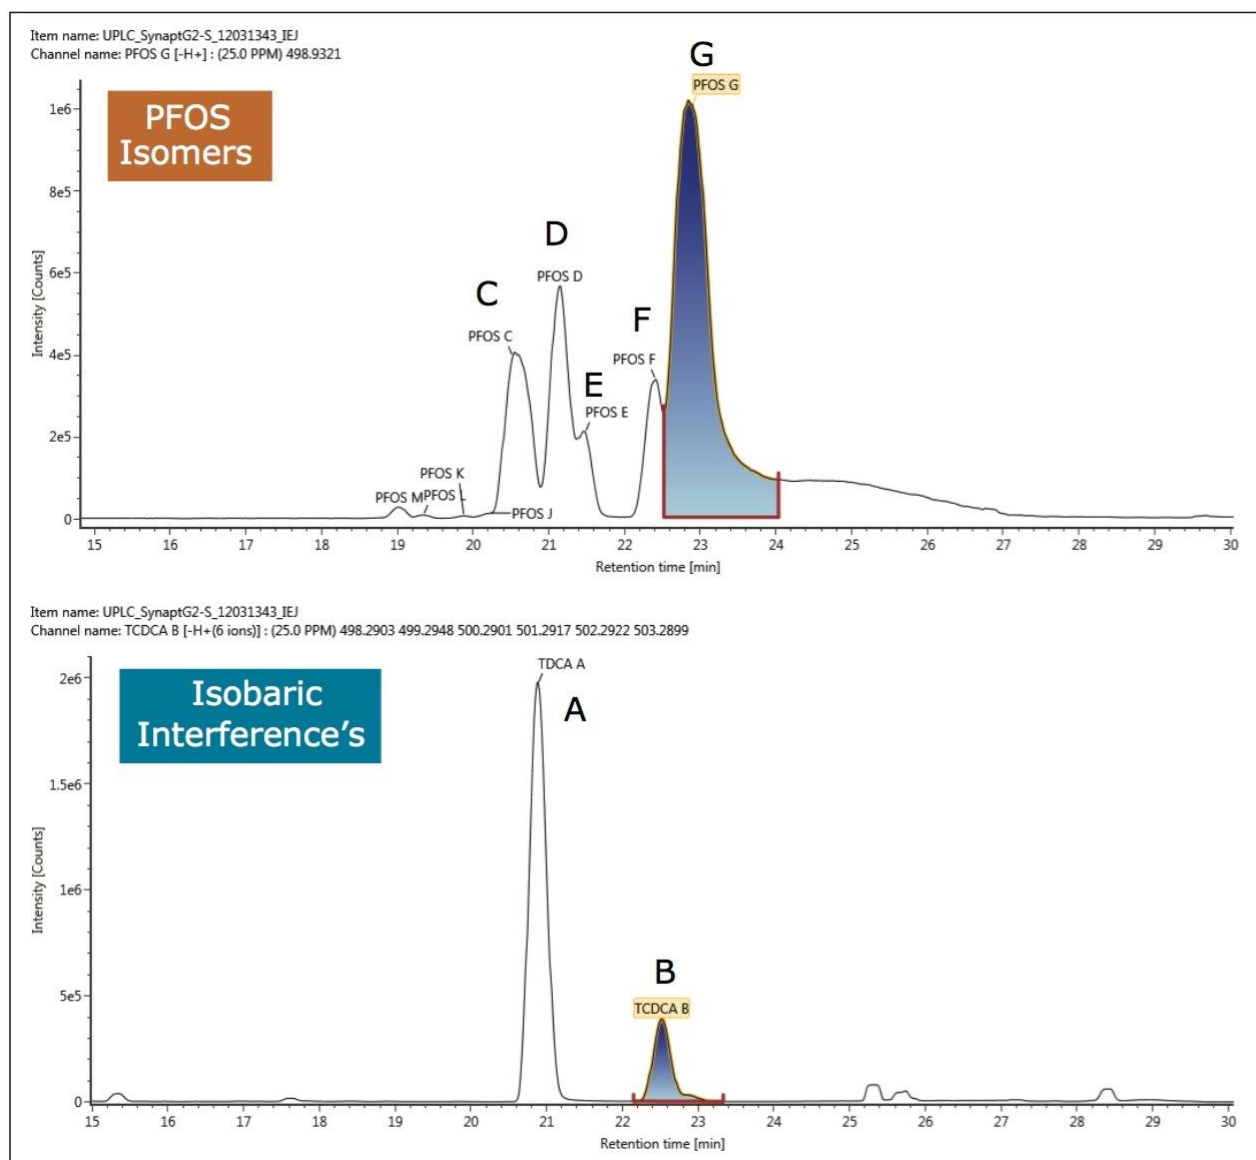 Item name: UPLC_SynaptG2-S_12031343_IEJ
Channel name: PFOS G [-H+] : (25.0 PPM) 498.9321
G
PFOS G
1e6
PFOS
Isomers
8e5
D
6e5
PFOS D
C
F
PFOS C
4e5
PFOS F
E
PFOS E
2e5
PFOS K
PFOS M
PFOS L
PFOS J
0
Intensity [Counts]
15 16 17 18 19 20 21 22 23 24 25 26 27 28 29 30
Retention time [min]
Item name: UPLC_SynaptG2-S_12031343_IEJ
Channel name: TCDCA B [-H+(6 ions)] : (25.0 PPM) 498.2903 499.2948 500.2901 501.2917 502.2922 503.2899
2e6
TDCA A
Isobaric
Interference's
A
1.5e6
1e6
B
5e5
TCDCA B
0
Intensity [Counts]
15 16 17 18 19 20 21 22 23 24 25 26 27 28 29 30
Retention time [min]